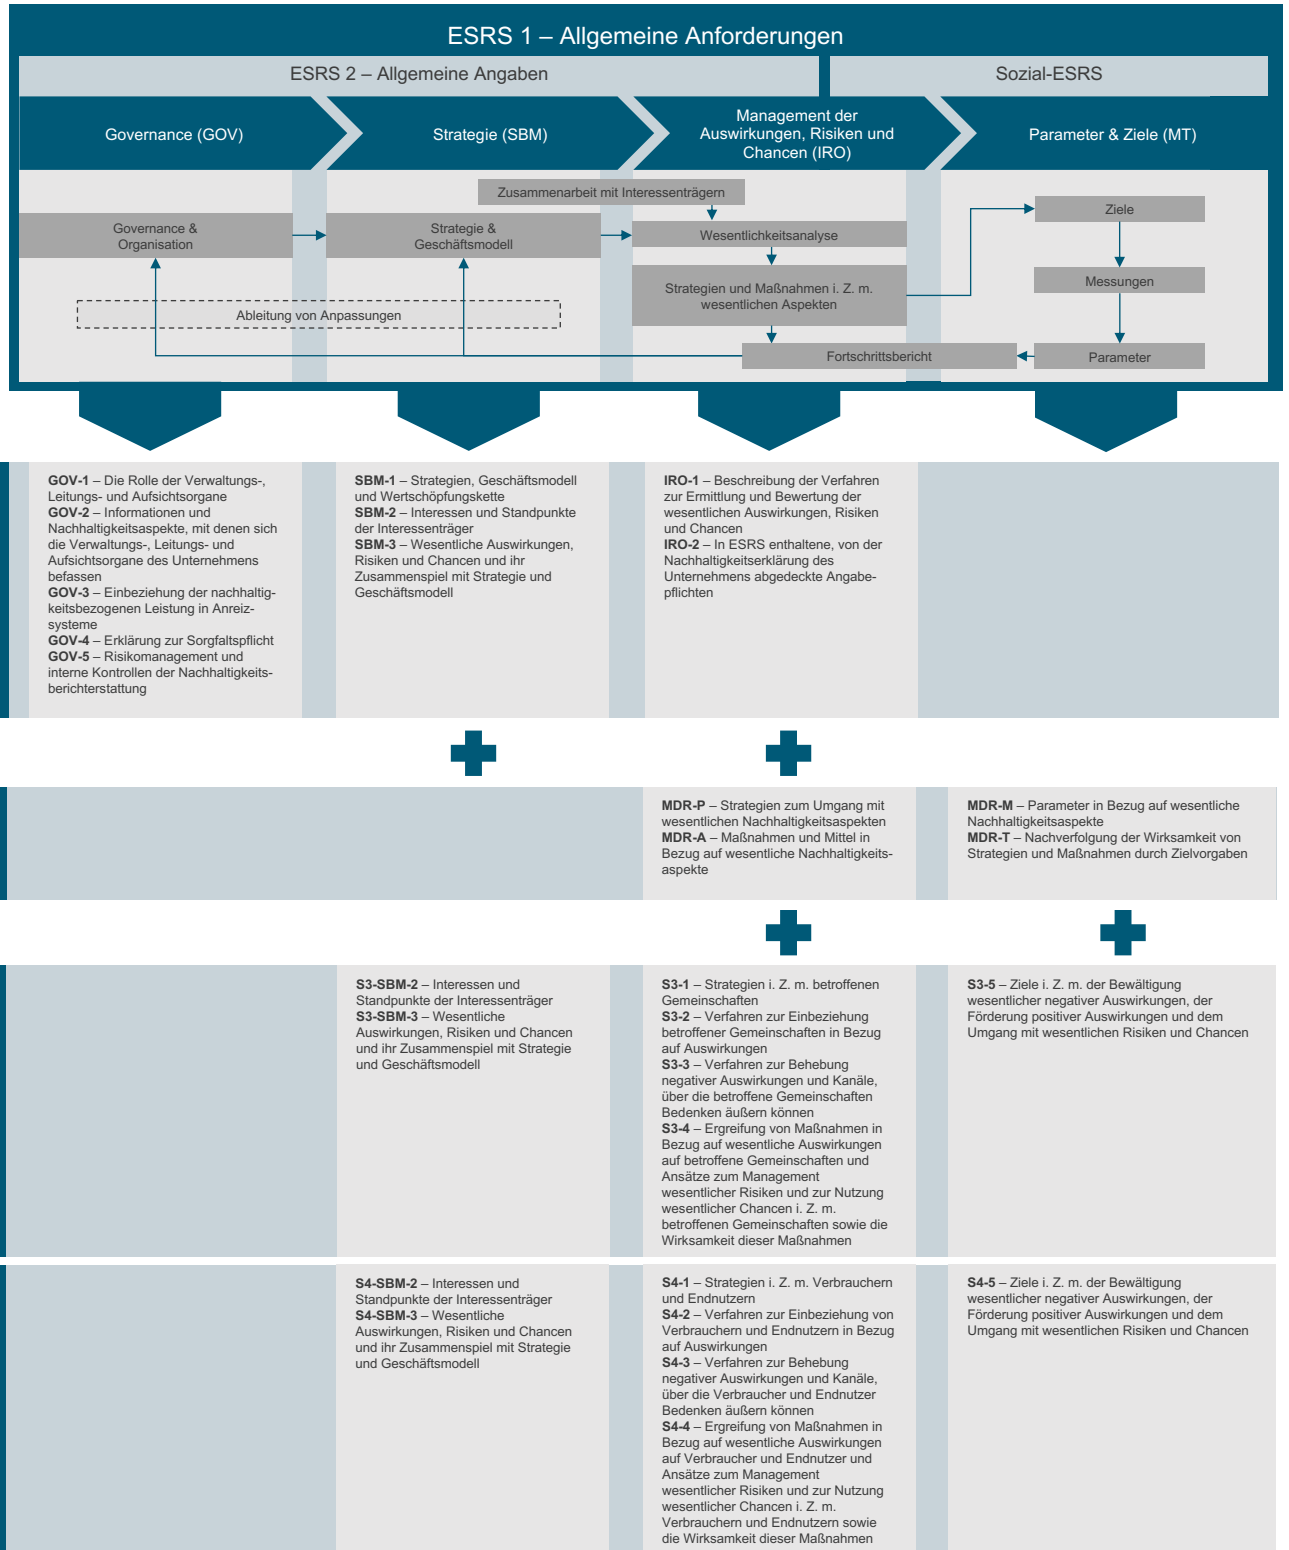 ESRS 1 – Allgemeine Anforderungen
ESRS 2 – Allgemeine Angaben
Sozial-ESRS
Governance (GOV)
Strategie (SBM)
Management der
Auswirkungen, Risiken und
Chancen (IRO)
Parameter & Ziele (MT)
Zusammenarbeit mit Interessenträgern
Governance &
Organisation
Strategie &
Geschäftsmodell
Wesentlichkeitsanalyse
Strategien und Maßnahmen i. Z. m.
wesentlichen Aspekten
Ziele
Messungen
Ableitung von Anpassungen
Fortschrittsbericht
Parameter
GOV-1 – Die Rolle der Verwaltungs-,
Leitungs- und Aufsichtsorgane
GOV-2 – Informationen und
Nachhaltigkeitsaspekte, mit denen sich
die Verwaltungs-, Leitungs- und
Aufsichtsorgane des Unternehmens
befassen
GOV-3 – Einbeziehung der nachhaltig-
keitsbezogenen Leistung in Anreiz-
systeme
GOV-4 – Erklärung zur Sorgfaltspflicht
GOV-5 – Risikomanagement und
interne Kontrollen der Nachhaltigkeits-
berichterstattung
SBM-1 – Strategien, Geschäftsmodell
und Wertschöpfungskette
SBM-2 – Interessen und Standpunkte
der Interessenträger
SBM-3 – Wesentliche Auswirkungen,
Risiken und Chancen und ihr
Zusammenspiel mit Strategie und
Geschäftsmodell
IRO-1 – Beschreibung der Verfahren
zur Ermittlung und Bewertung der
wesentlichen Auswirkungen, Risiken
und Chancen
IRO-2 – In ESRS enthaltene, von der
Nachhaltigkeitserklärung des
Unternehmens abgedeckte Angabe-
pflichten
MDR-P – Strategien zum Umgang mit
wesentlichen Nachhaltigkeitsaspekten
MDR-A – Maßnahmen und Mittel in
Bezug auf wesentliche Nachhaltigkeits-
aspekte
MDR-M – Parameter in Bezug auf wesentliche
Nachhaltigkeitsaspekte
MDR-T – Nachverfolgung der Wirksamkeit von
Strategien und Maßnahmen durch Zielvorgaben
S3-SBM-2 – Interessen und
Standpunkte der Interessenträger
S3-SBM-3 – Wesentliche
Auswirkungen, Risiken und Chancen
und ihr Zusammenspiel mit Strategie
und Geschäftsmodell
S3-1 – Strategien i. Z. m. betroffenen
Gemeinschaften
S3-2 – Verfahren zur Einbeziehung
betroffener Gemeinschaften in Bezug
auf Auswirkungen
S3-3 – Verfahren zur Behebung
negativer Auswirkungen und Kanäle,
über die betroffene Gemeinschaften
Bedenken äußern können
S3-4 – Ergreifung von Maßnahmen in
Bezug auf wesentliche Auswirkungen
auf betroffene Gemeinschaften und
Ansätze zum Management
wesentlicher Risiken und zur Nutzung
wesentlicher Chancen i. Z. m.
betroffenen Gemeinschaften sowie die
Wirksamkeit dieser Maßnahmen
S3-5 – Ziele i. Z. m. der Bewältigung
wesentlicher negativer Auswirkungen, der
Förderung positiver Auswirkungen und dem
Umgang mit wesentlichen Risiken und Chancen
S4-SBM-2 – Interessen und
Standpunkte der Interessenträger
S4-SBM-3 – Wesentliche
Auswirkungen, Risiken und Chancen
und ihr Zusammenspiel mit Strategie
und Geschäftsmodell
S4-1 – Strategien i. Z. m. Verbrauchern
und Endnutzern
S4-2 – Verfahren zur Einbeziehung von
Verbrauchern und Endnutzern in Bezug
auf Auswirkungen
S4-3 – Verfahren zur Behebung
negativer Auswirkungen und Kanäle,
über die Verbraucher und Endnutzer
Bedenken äußern können
S4-4 – Ergreifung von Maßnahmen in
Bezug auf wesentliche Auswirkungen
auf Verbraucher und Endnutzer und
Ansätze zum Management
wesentlicher Risiken und zur Nutzung
wesentlicher Chancen i. Z. m.
Verbrauchern und Endnutzern sowie
die Wirksamkeit dieser Maßnahmen
S4-5 – Ziele i. Z. m. der Bewältigung
wesentlicher negativer Auswirkungen, der
Förderung positiver Auswirkungen und dem
Umgang mit wesentlichen Risiken und Chancen